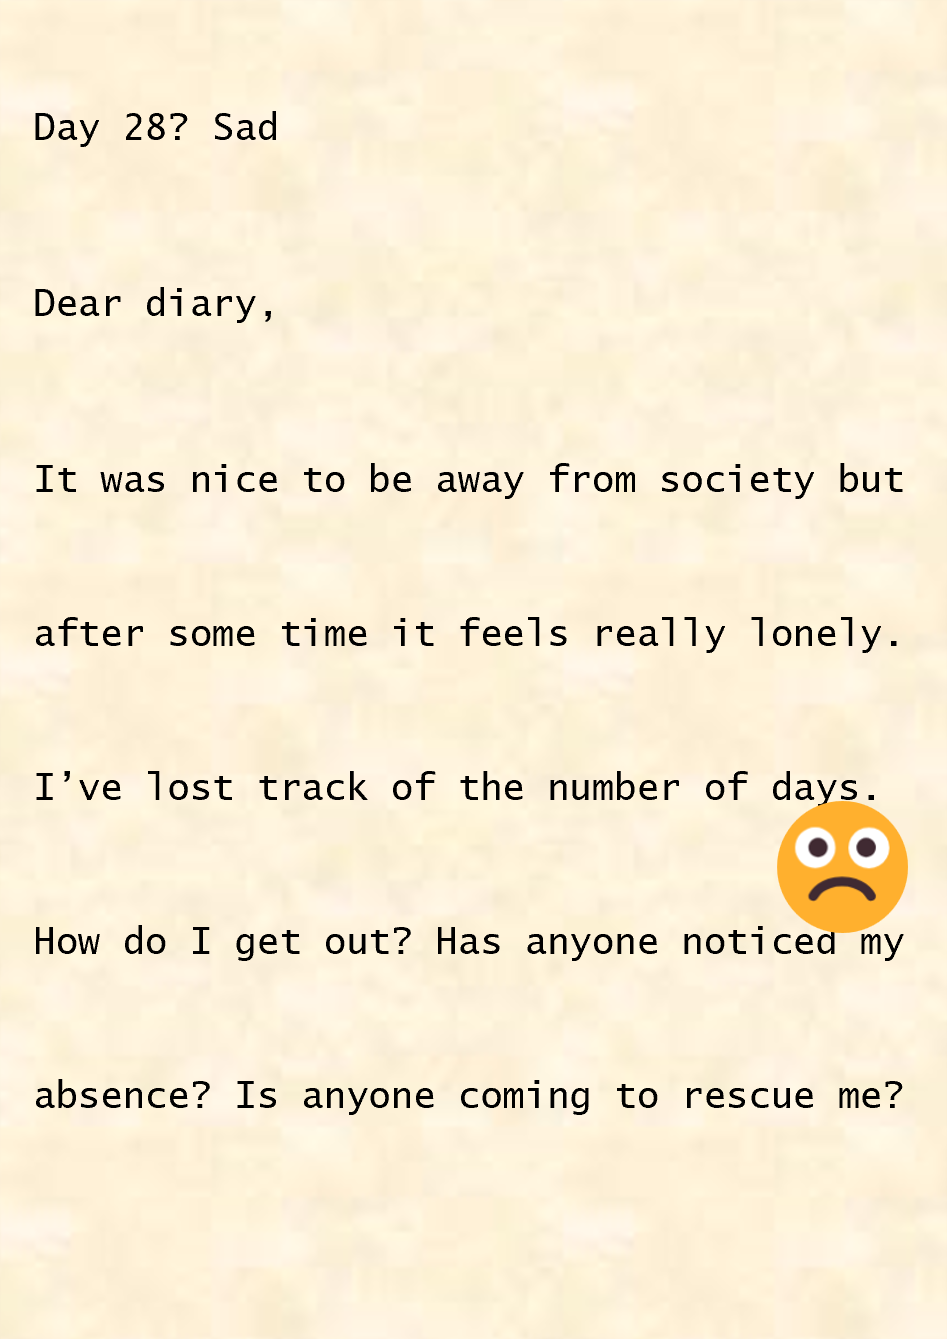 Day 28? Sad
Dear diary,
It was nice to be away from society but
after some time it feels really lonely.
I’ve lost track of the number of days.
How do I get out? Has anyone noticed my
absence? Is anyone coming to rescue me?